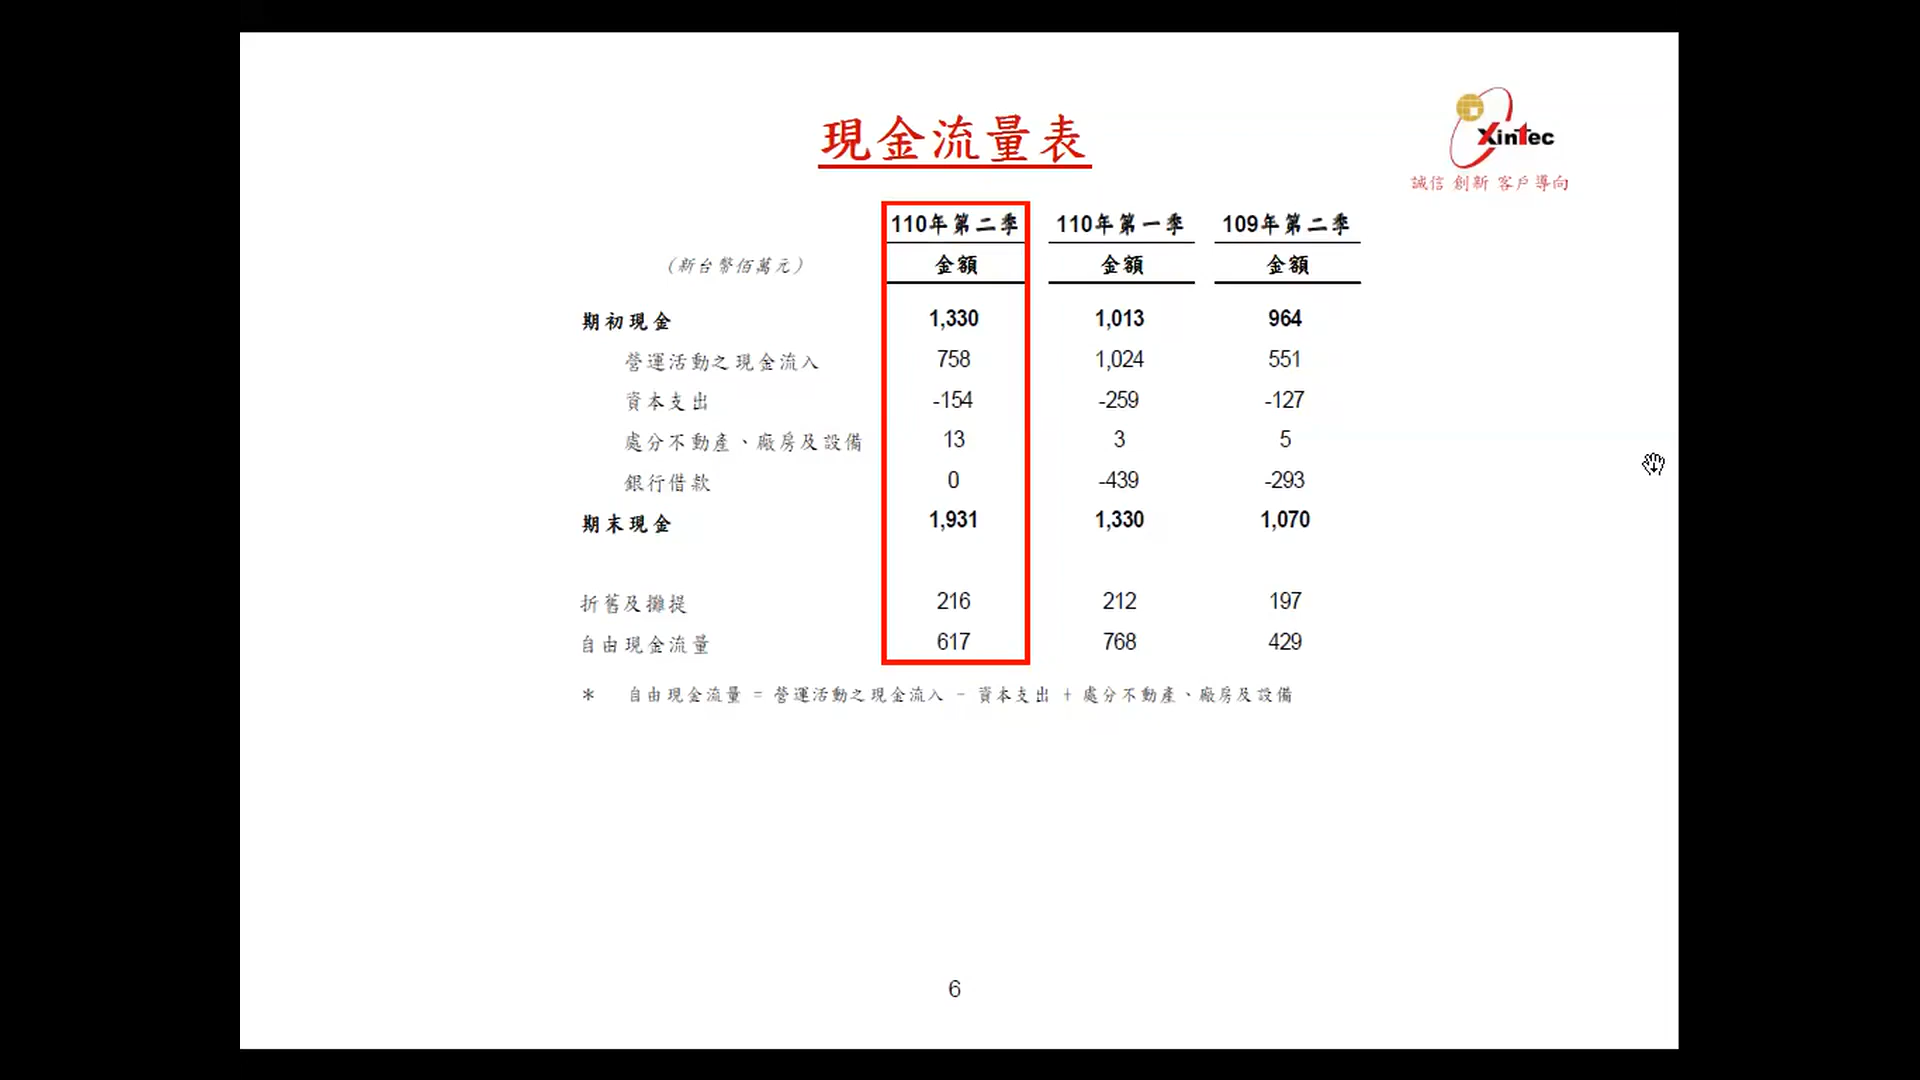 現金流量表
XinTec
誠信 創新 客戶導向
110年第二季 110年第一季 109年第二季
(新台幣佰萬元) 金額 金額 金額
期初現金 1,330 1,013 964
營運活動之現金流入 758 1,024 551
資本支出 -154 -259 -127
處分不動產、廠房及設備 13 3 5
銀行借款 0 -439 -293
期末現金 1,931 1,330 1,070
折舊及攤提 216 212 197
自由現金流量 617 768 429
* 自由現金流量 = 營運活動之現金流入 - 資本支出 + 處分不動產、廠房及設備
6